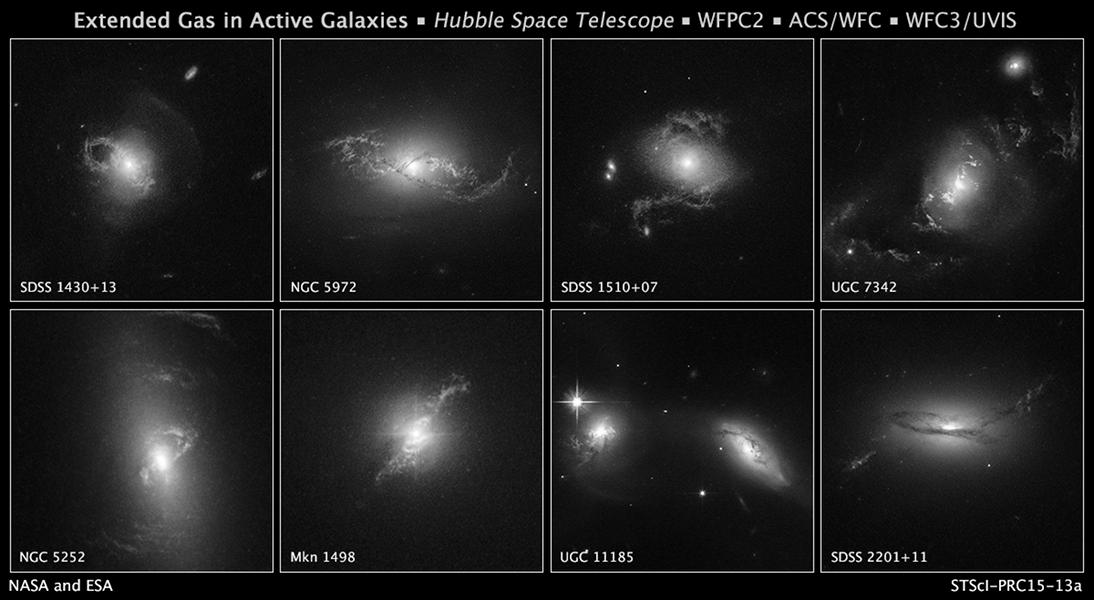 Extended Gas in Active Galaxies ▪ Hubble Space Telescope ▪ WFPC2 ▪ ACS/WFC ▪ WFC3/UVIS
SDSS 1430+13
NGC 5972
SDSS 1510+07
UGC 7342
NGC 5252
Mkn 1498
UGC 11185
SDSS 2201+11
NASA and ESA
STScI-PRC15-13a